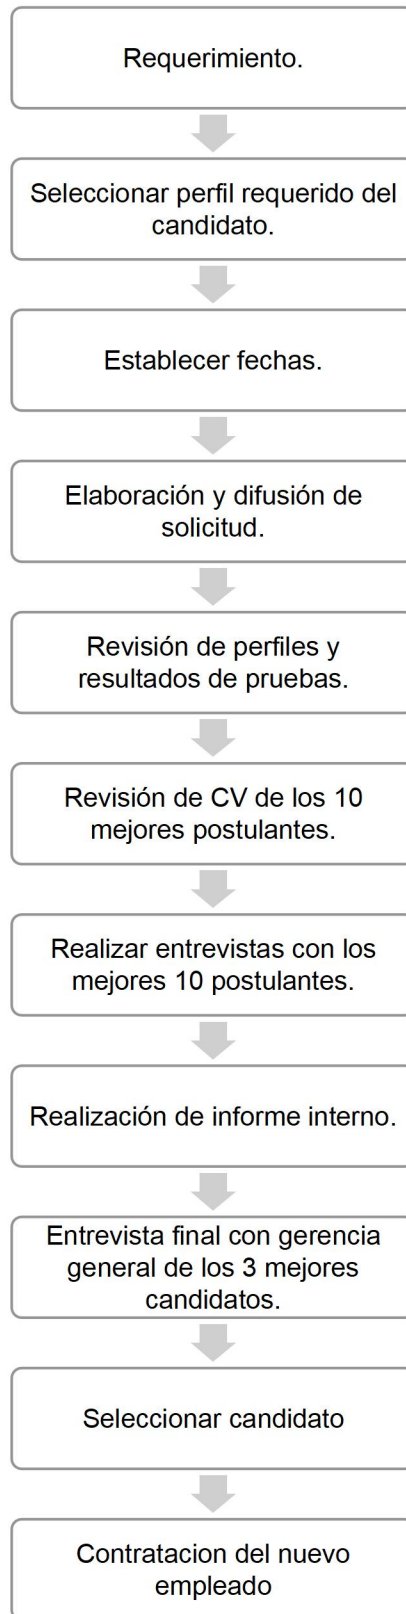 Requerimiento.
Seleccionar perfil requerido del
candidato.
Establecer fechas.
Elaboración y difusión de
solicitud.
Revisión de perfiles y
resultados de pruebas.
Revisión de CV de los 10
mejores postulantes.
Realizar entrevistas con los
mejores 10 postulantes.
Realización de informe interno.
Entrevista final con gerencia
general de los 3 mejores
candidatos.
Seleccionar candidato
Contratacion del nuevo
empleado